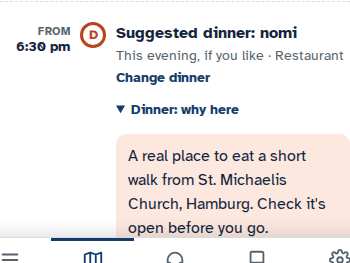 FROM
6:30 pm
D
Suggested dinner: nomi
This evening, if you like · Restaurant
Change dinner
▼ Dinner: why here
A real place to eat a short
walk from St. Michaelis
Church, Hamburg. Check it's
open before you go.